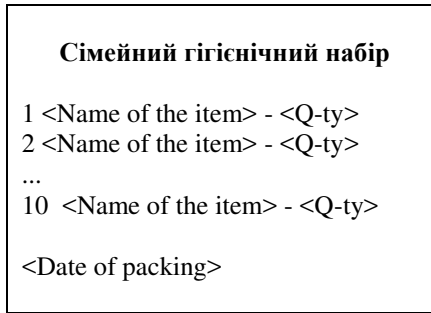 Сімейний гігієнічний набір
1 <Name of the item> - <Q-ty>
2 <Name of the item> - <Q-ty>
...
10 <Name of the item> - <Q-ty>
<Date of packing>